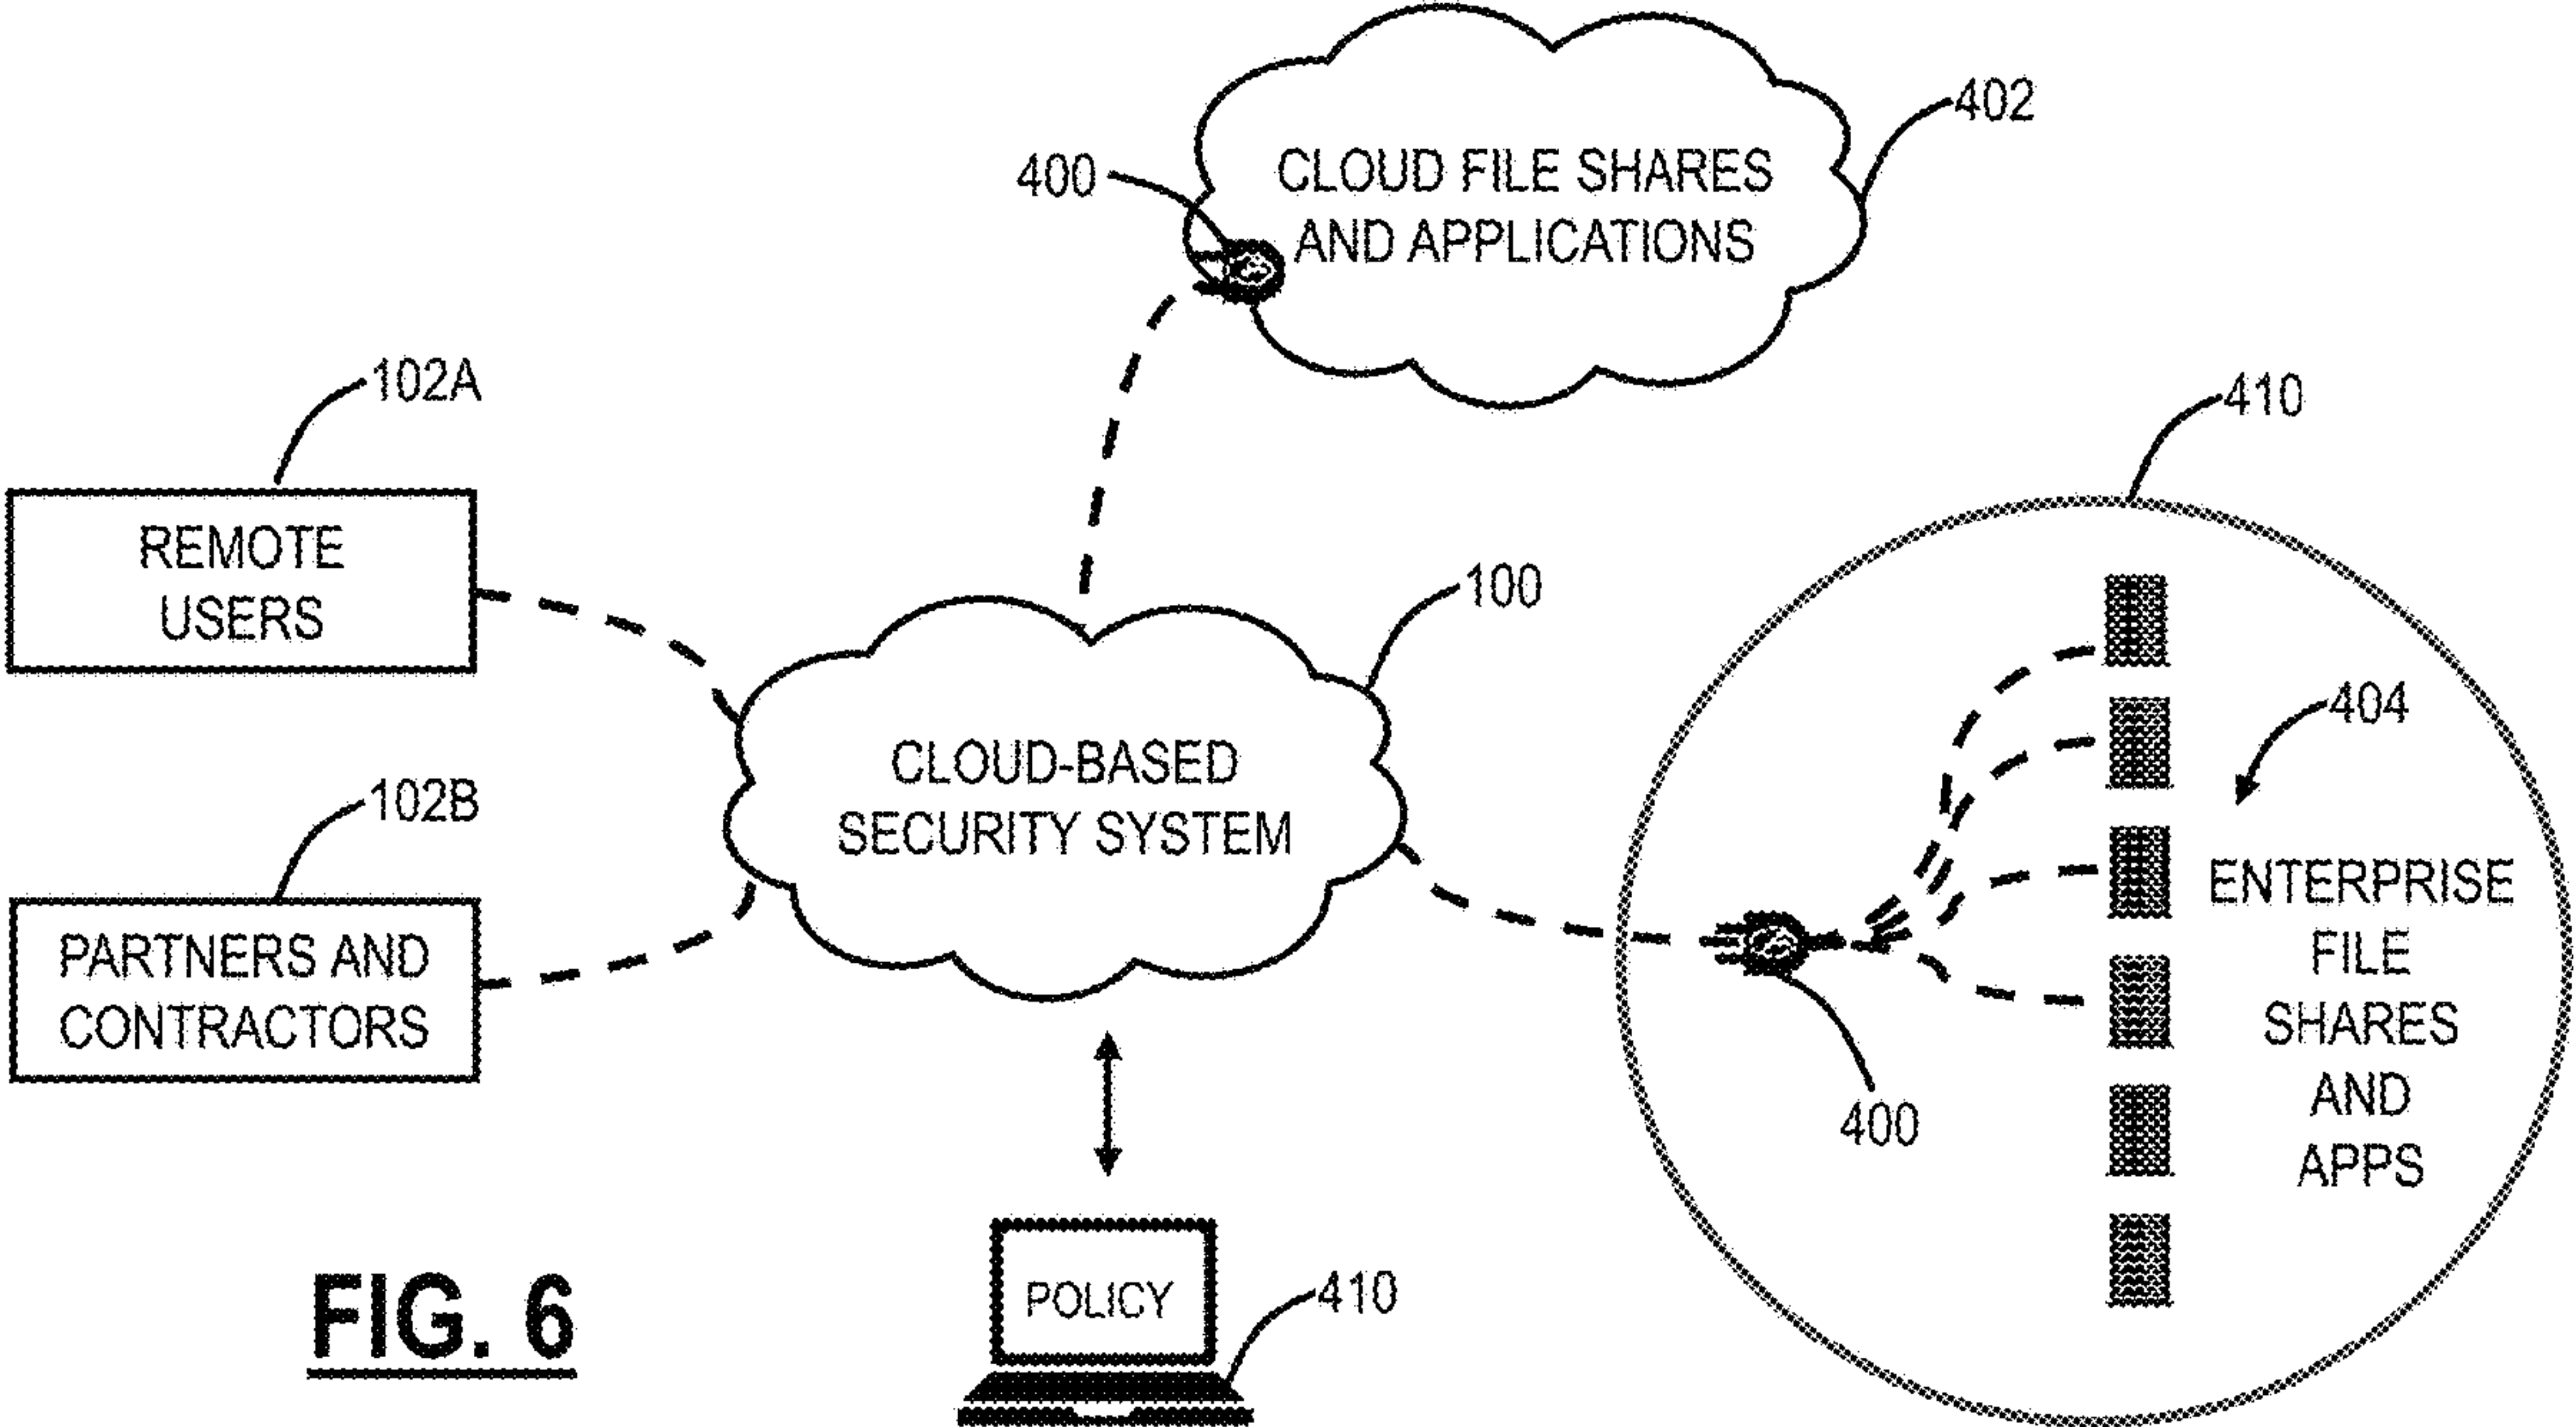 402
400
CLOUD FILE SHARES
AND APPLICATIONS
102A
410
REMOTE
USERS
100
404
CLOUD-BASED
SECURITY SYSTEM
102B
ENTERPRISE
FILE
SHARES
AND
APPS
PARTNERS AND
CONTRACTORS
400
POLICY
410
FIG. 6